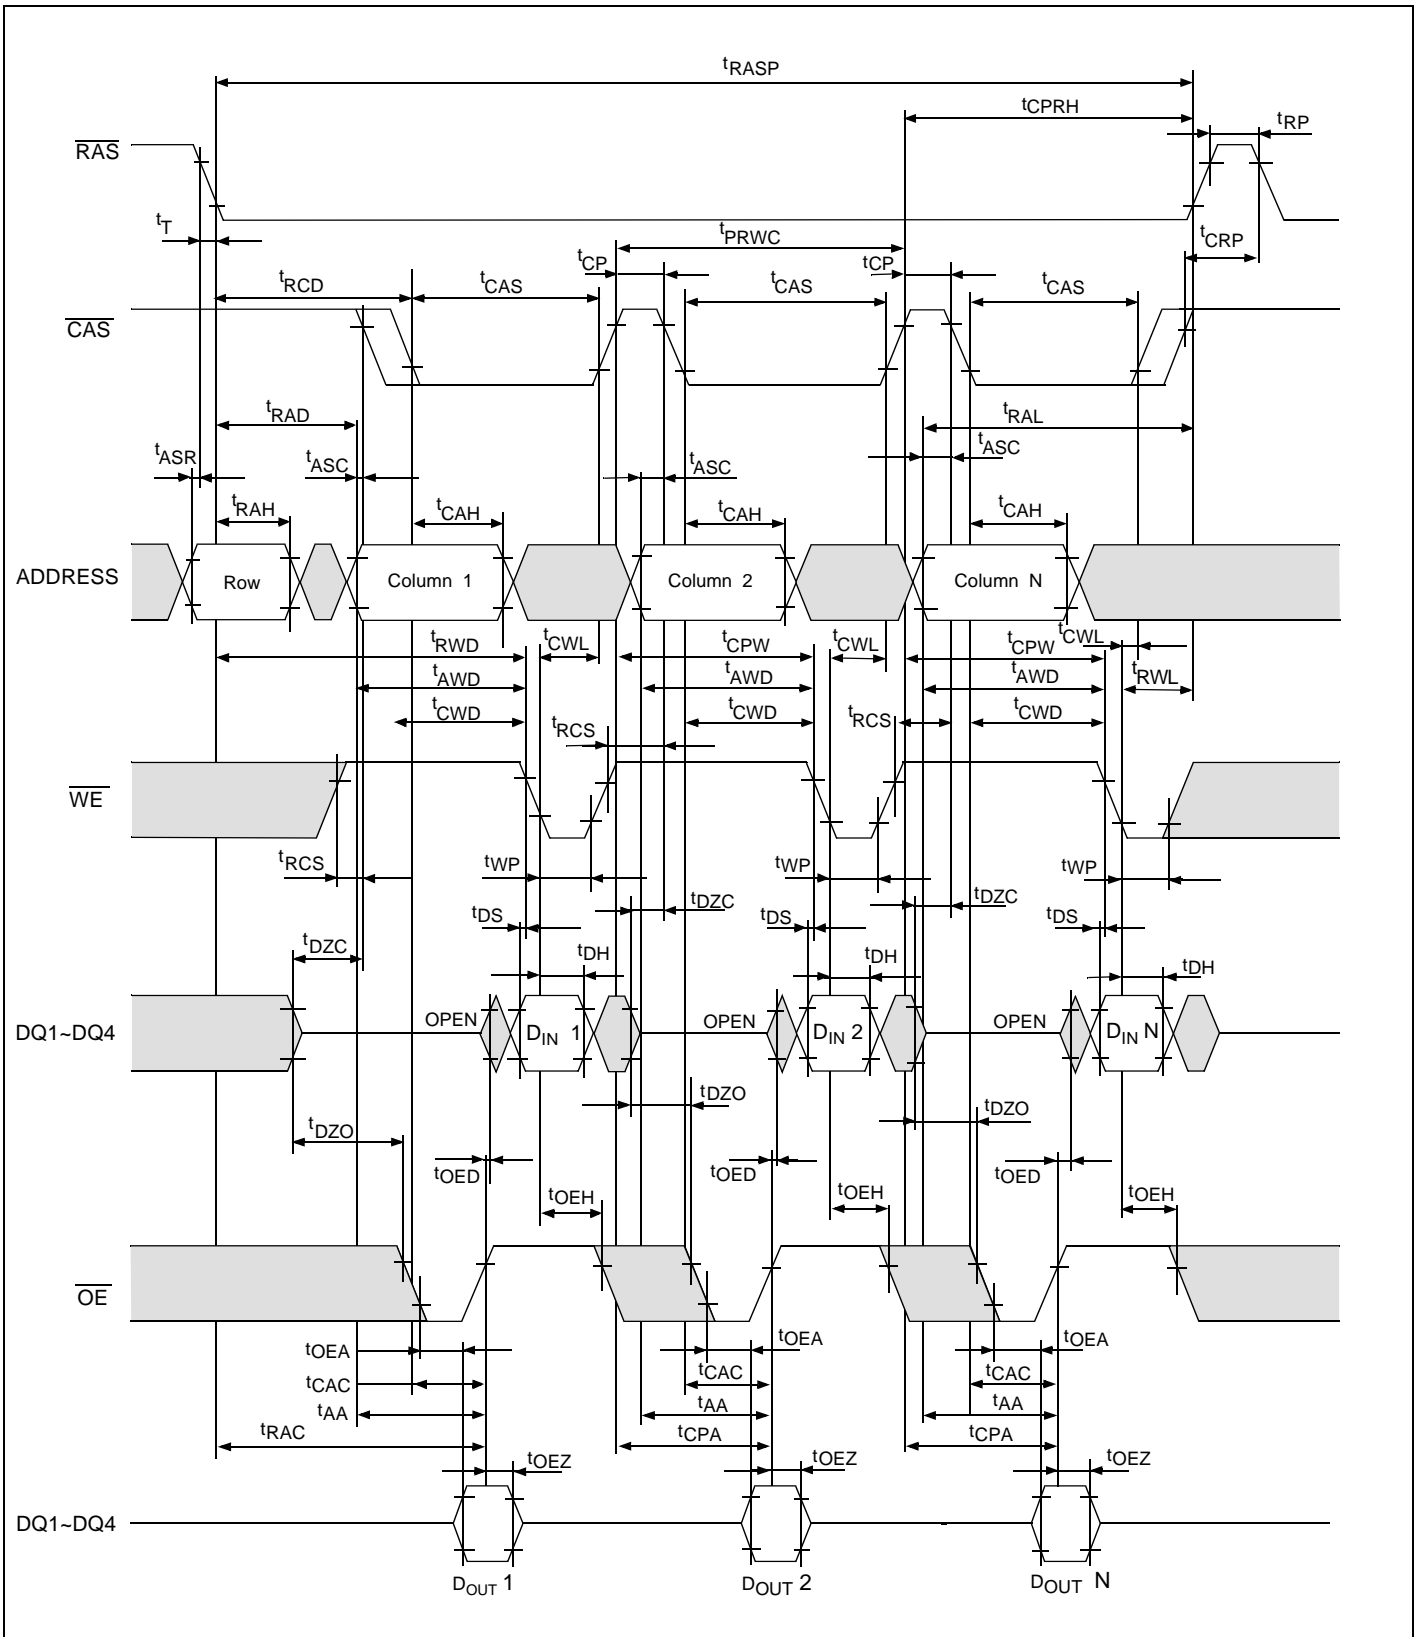 tRASP
tCPRH
tRP
RAS
tT
tPRWC
tCRP
tCP
tCP
tRCD
tCAS
tCAS
tCAS
CAS
tRAD
tRAL
tASR
tASC
tASC
tASC
tRAH
tCAH
tCAH
tCAH
ADDRESS
Row
Column 1
Column 2
Column N
tRWD
tCWL
tCPW
tCWL
tCPW
tCWL
tAWD
tAWD
tAWD
tRWL
tCWD
tRCS
tCWD
tRCS
tCWD
WE
tRCS
tWP
tWP
tWP
tDZC
tDZC
tDS
tDS
tDS
tDZC
tDH
tDH
tDH
DQ1~DQ4
OPEN
DIN 1
OPEN
DIN 2
OPEN
DIN N
tDZO
tDZO
tDZO
tOED
tOED
tOED
tOEH
tOEH
tOEH
OE
tOEA
tOEA
tOEA
tCAC
tCAC
tCAC
tAA
tAA
tAA
tRAC
tCPA
tCPA
tOEZ
tOEZ
tOEZ
DQ1~DQ4
DOUT 1
DOUT 2
DOUT N